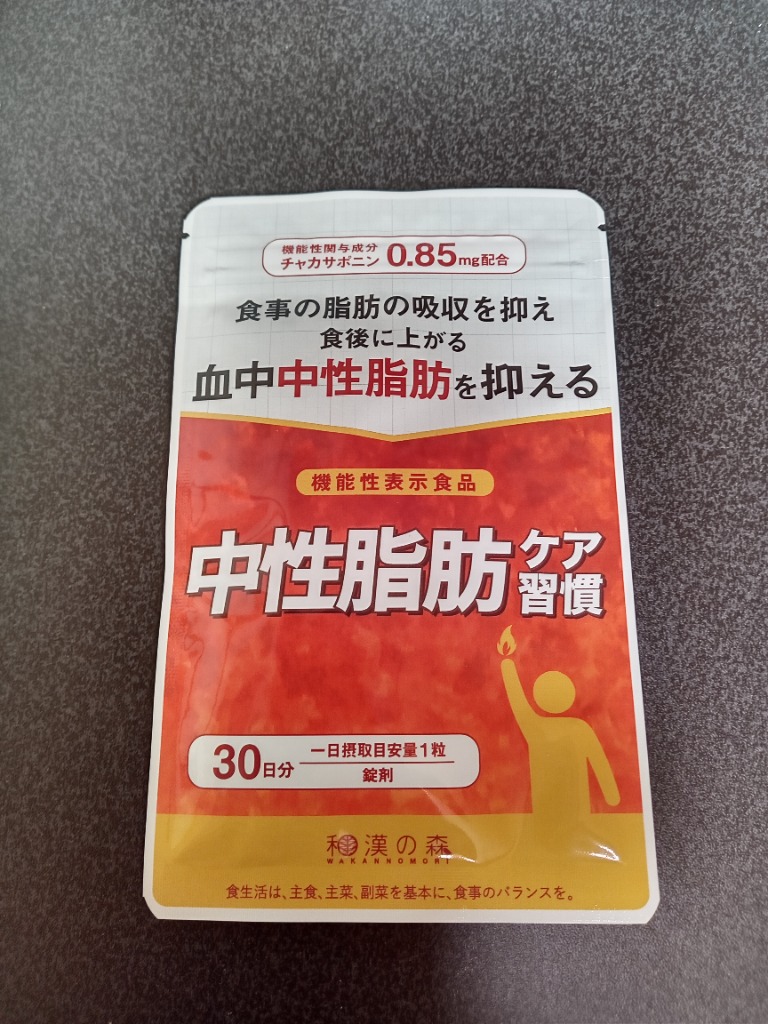 機能性関与成分
チャカサポニン 0.85mg配合
食事の脂肪の吸収を抑え
食後に上がる
血中中性脂肪を抑える
機能性表示食品
中性脂肪ケア習慣
30日分 一日摂取目安量1粒
錠剤
和漢の森
WAKANNOMORI
食生活は、主食、主菜、副菜を基本に、食事のバランスを。